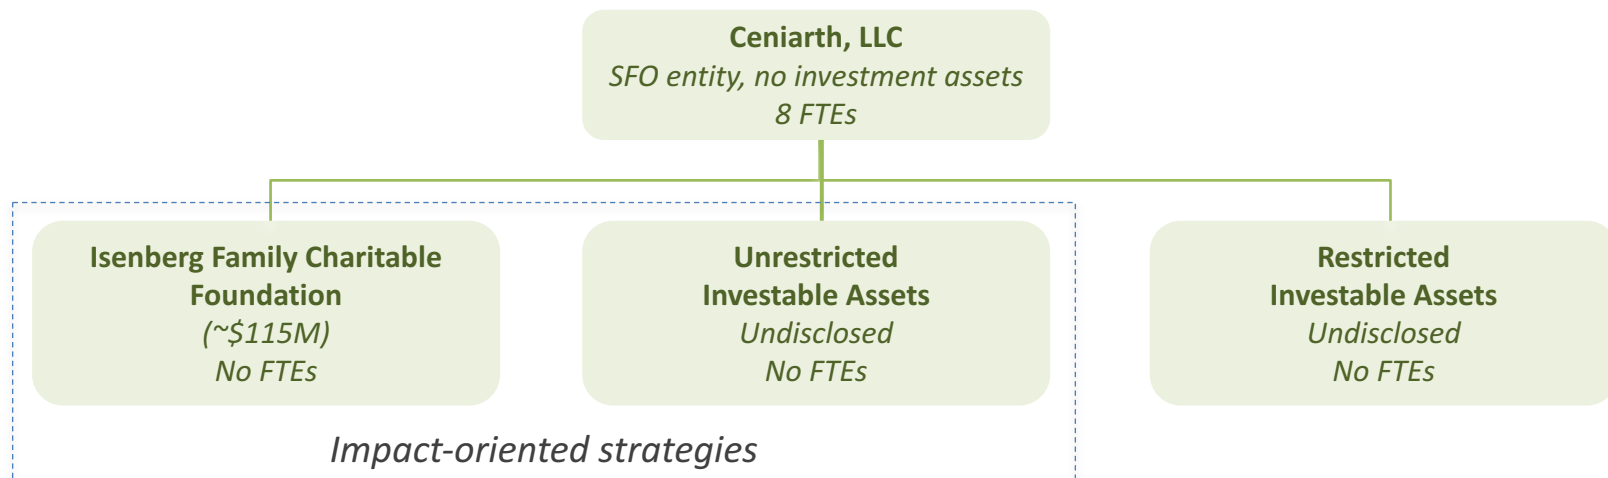 Ceniarth, LLC
SFO entity, no investment assets
8 FTEs
Isenberg Family Charitable
Foundation
(~$115M)
No FTEs
Unrestricted
Investable Assets
Undisclosed
No FTEs
Restricted
Investable Assets
Undisclosed
No FTEs
Impact-oriented strategies